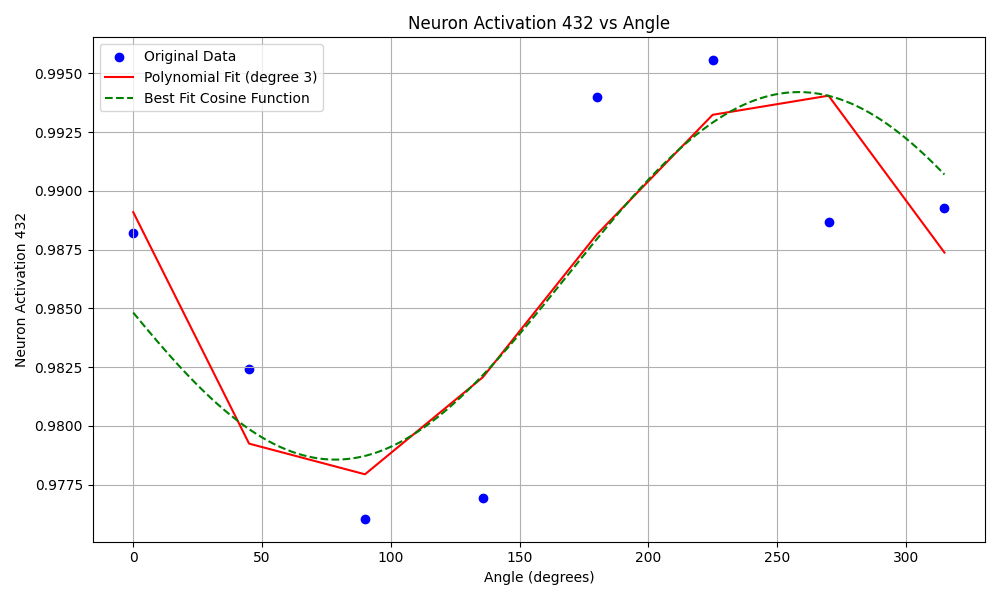 Neuron Activation 432 vs Angle
Original Data
Polynomial Fit (degree 3)
Best Fit Cosine Function
0.9950
0.9925
0.9900
0.9875
0.9850
0.9825
0.9800
0.9775
Neuron Activation 432
0 50 100 150 200 250 300
Angle (degrees)